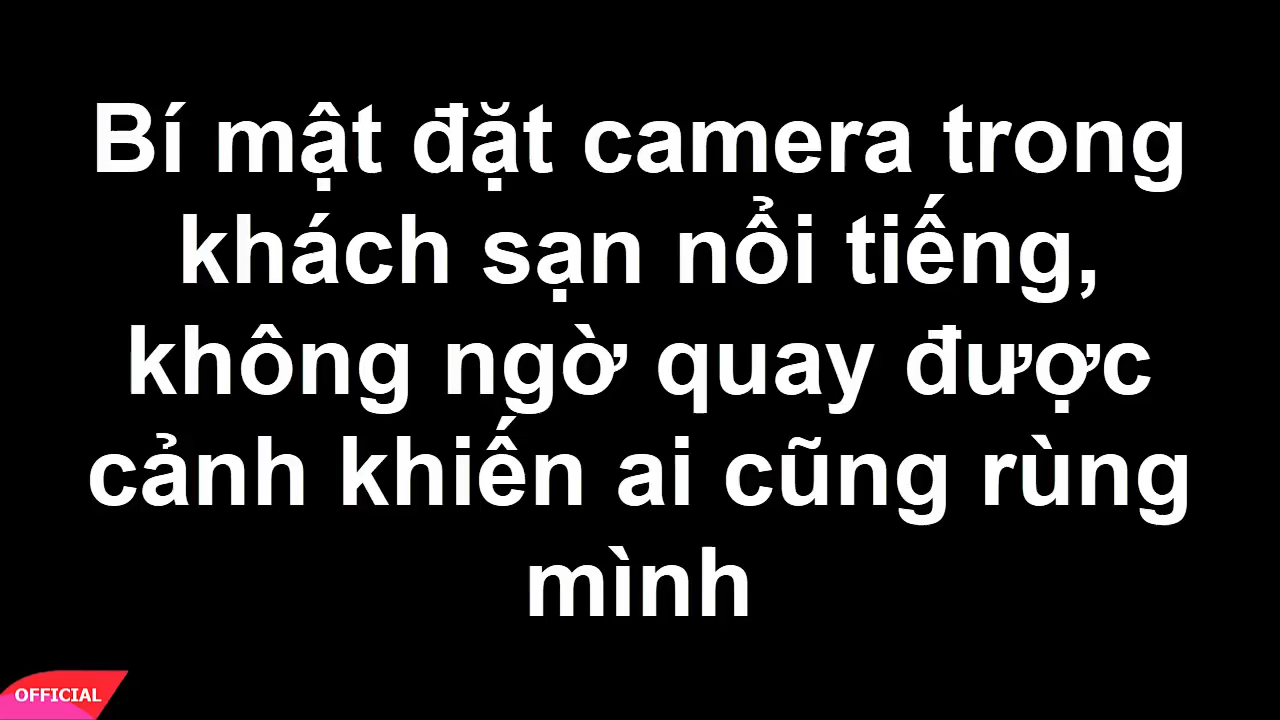 Bí mật đặt camera trong
khách sạn nổi tiếng,
không ngờ quay được
cảnh khiến ai cũng rùng
mình
OFFICIAL